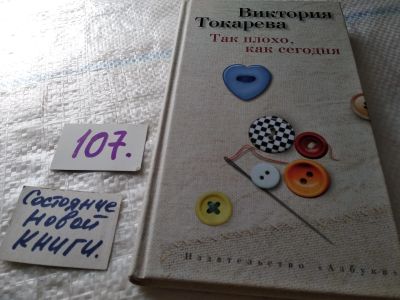 Виктория
Токарева
Так плохо,
как сегодня
107.
Состояние
новой
книги.
Издательство «Азбука»